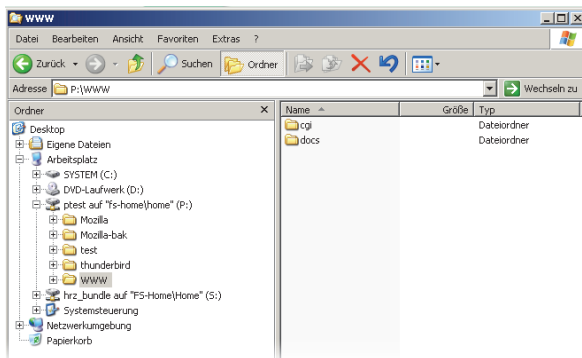 www
Datei Bearbeiten Ansicht Favoriten Extras ?
Zurück Suchen Ordner
Adresse P:\WWW Wechseln zu
Ordner × Name Größe Typ
Desktop
Eigene Dateien
Arbeitsplatz
SYSTEM (C:)
DVD-Laufwerk (D:)
ptest auf "fs-home\home" (P:)
Mozilla
Mozilla-bak
test
thunderbird
WWW
hrz_bundle auf "FS-Home\Home" (S:)
Systemsteuerung
Netzwerkumgebung
Papierkorb
cgi Dateiordner
docs Dateiordner